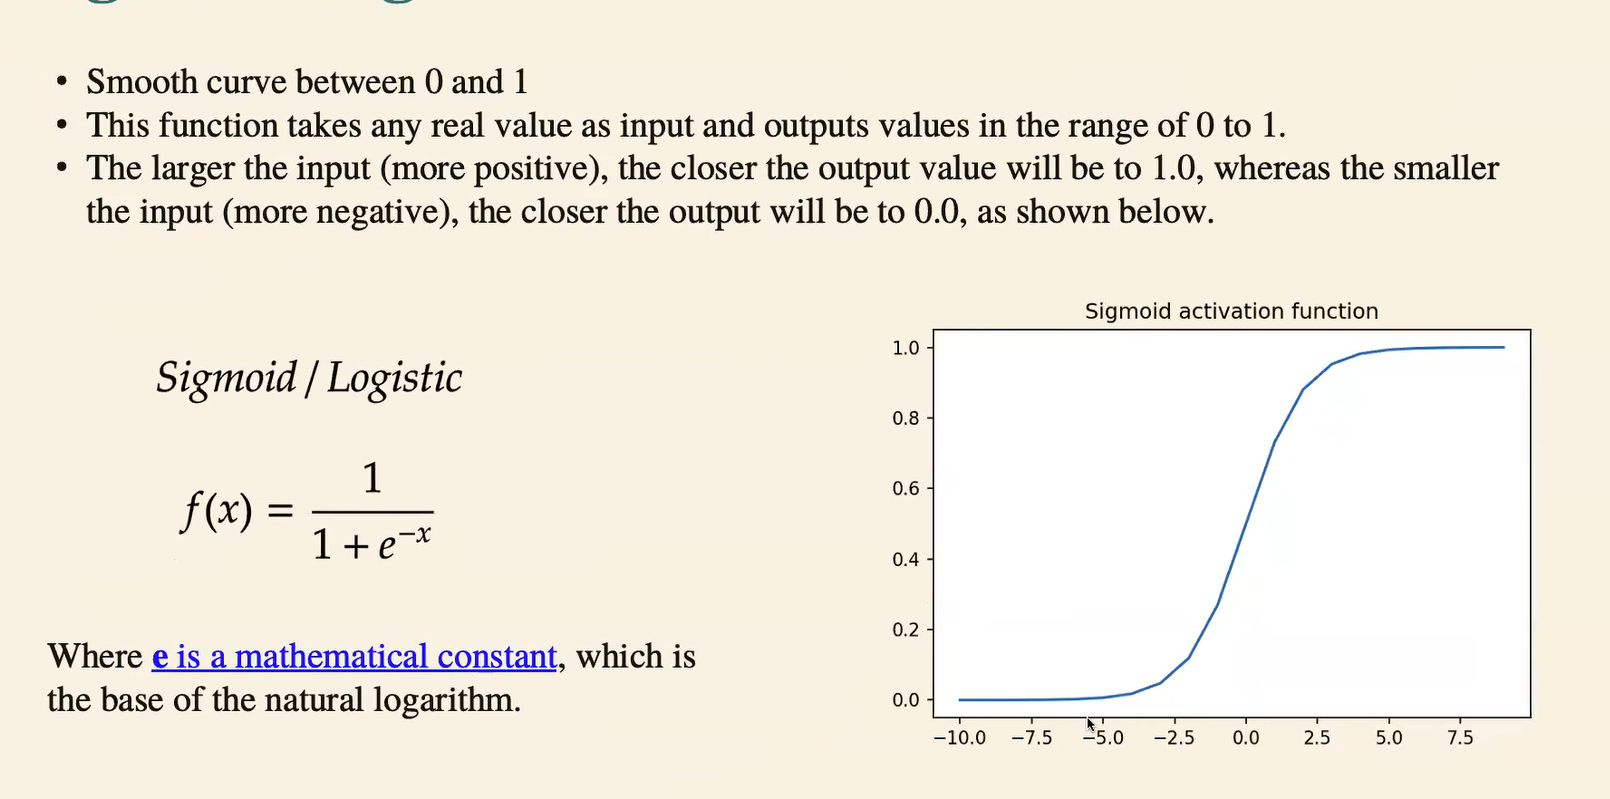 • Smooth curve between 0 and 1
• This function takes any real value as input and outputs values in the range of 0 to 1.
• The larger the input (more positive), the closer the output value will be to 1.0, whereas the smaller
the input (more negative), the closer the output will be to 0.0, as shown below.
Sigmoid / Logistic
f(x) = 1 / (1 + e^−x)
Where e is a mathematical constant, which is
the base of the natural logarithm.
Sigmoid activation function
1.0
0.8
0.6
0.4
0.2
0.0
−10.0 −7.5 −5.0 −2.5 0.0 2.5 5.0 7.5